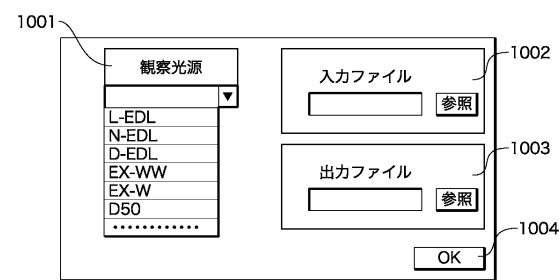 1001
観察光源
▼
L-EDL
N-EDL
D-EDL
EX-WW
EX-W
D50
............
1002
入力ファイル
参照
1003
出力ファイル
参照
1004
OK